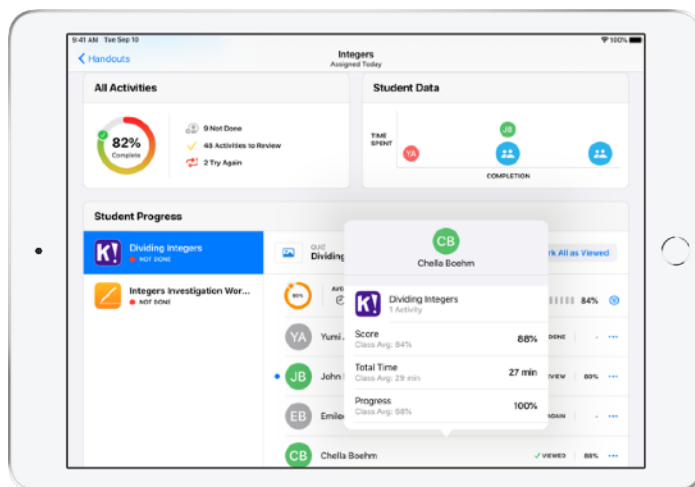 9:41 AM Tue Sep 10
100%
Handouts
Integers
Assigned Today
All Activities
82%
Complete
9 Not Done
48 Activities to Review
2 Try Again
Student Data
TIME
SPENT
YA
JB
COMPLETION
Student Progress
K!
Dividing Integers
NOT DONE
Integers Investigation Wor...
NOT DONE
QUIZ
Dividing
rk All as Viewed
AVG
84%
CB
Chella Boehm
K!
Dividing Integers
1 Activity
Score
88%
Class Avg: 84%
Total Time
27 min
Class Avg: 29 min
Progress
100%
Class Avg: 68%
YA
Yumi
DONE
-
JB
John
80%
EB
Emile
AGAIN
-
CB
Chella Boehm
VIEWED
88%